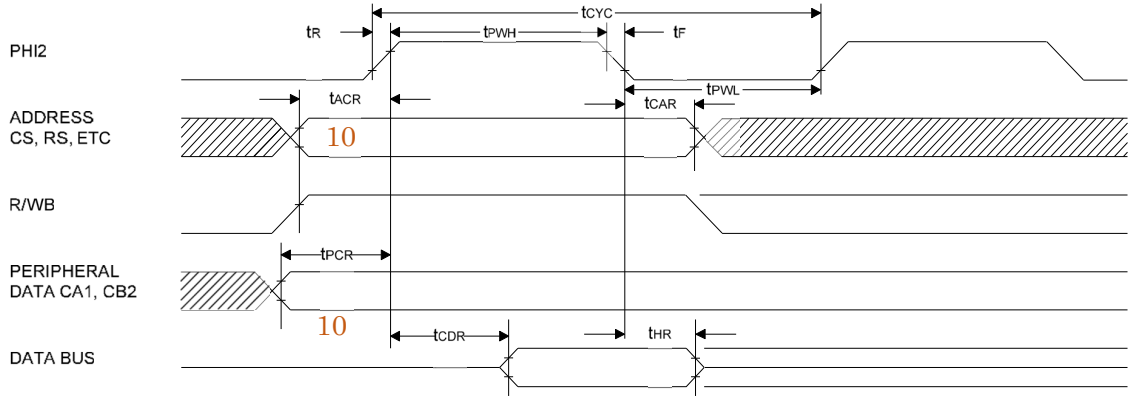 tCYC
tR tPWH tF
PHI2
tPWL
tACR tCAR
ADDRESS
CS, RS, ETC
10
R/WB
tPCR
PERIPHERAL
DATA CA1, CB2
10
tCDR tHR
DATA BUS